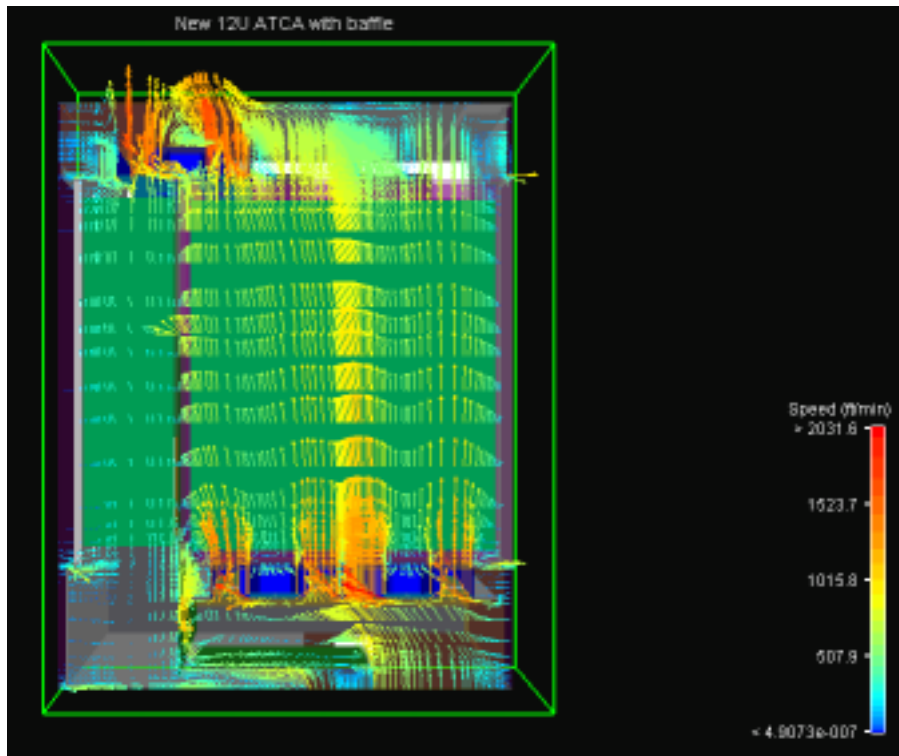 New 12U ATCA with baffle
Speed (ft/min)
> 2031.6
1523.7
1015.8
507.9
< 4.9073e-007